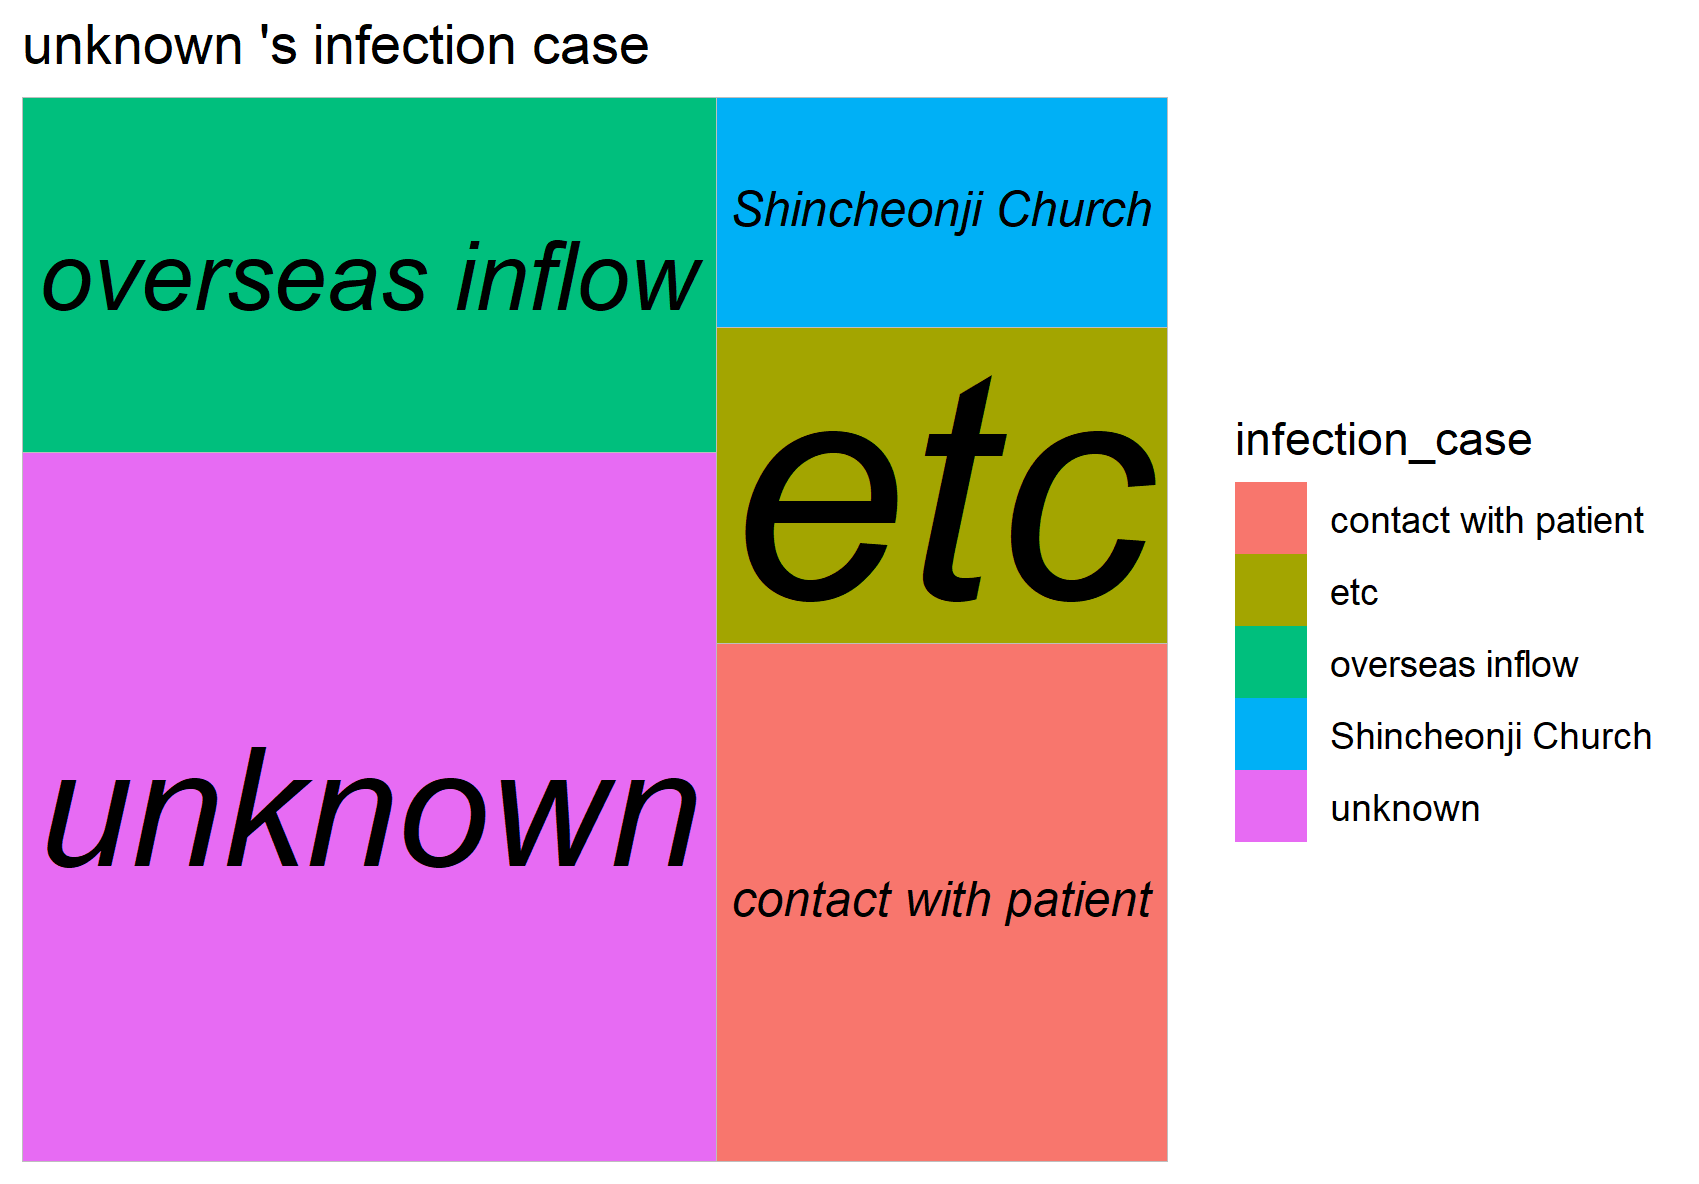 unknown 's infection case
overseas inflow
Shincheonji Church
etc
unknown
contact with patient
infection_case
contact with patient
etc
overseas inflow
Shincheonji Church
unknown